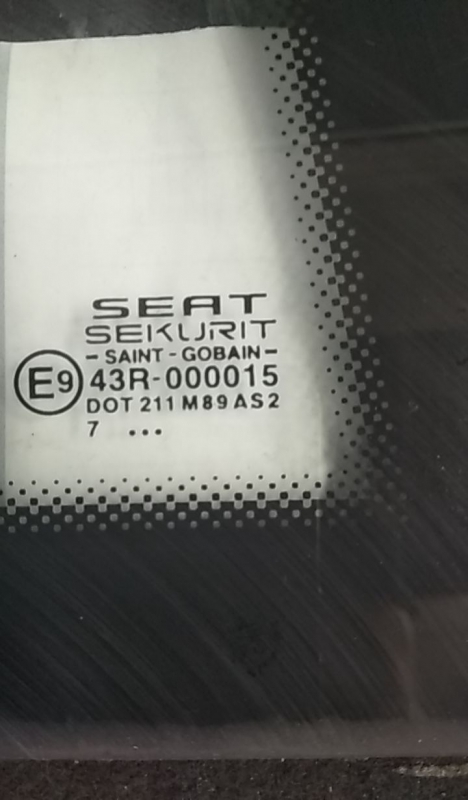 SEAT
SEKURIT
- SAINT - GOBAIN -
E9 43R-000015
DOT 211 M89 AS2
7 ...